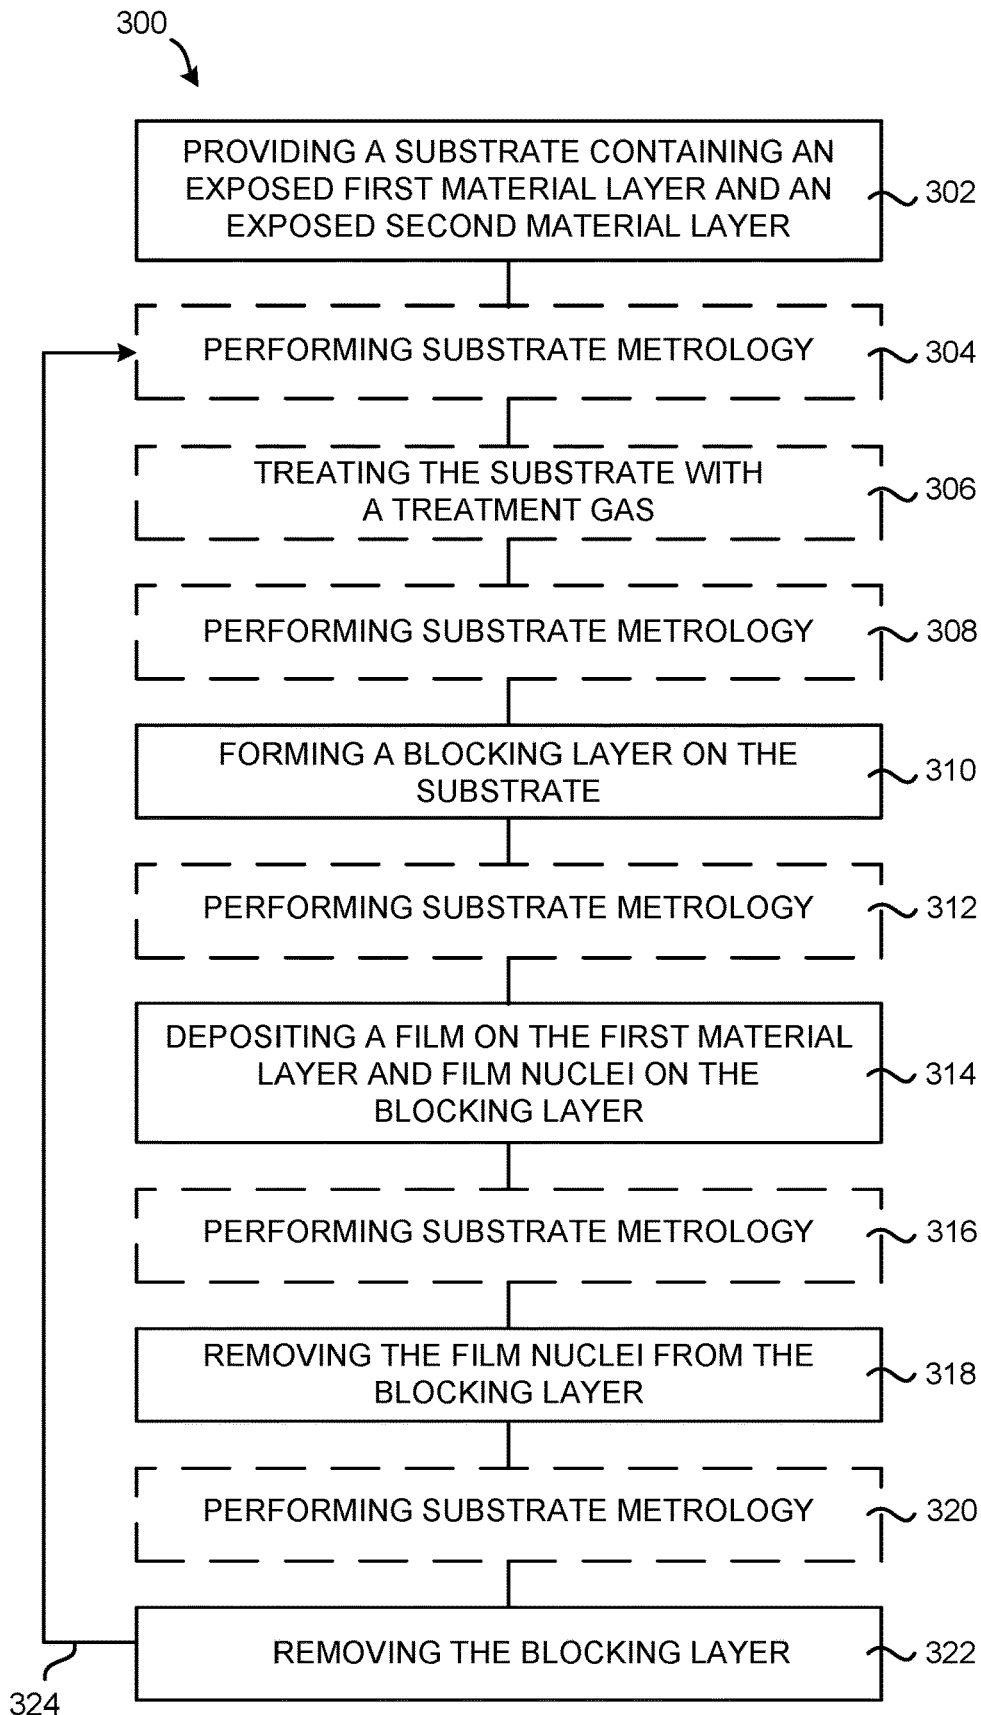 300
PROVIDING A SUBSTRATE CONTAINING AN
EXPOSED FIRST MATERIAL LAYER AND AN
EXPOSED SECOND MATERIAL LAYER
302
PERFORMING SUBSTRATE METROLOGY
304
TREATING THE SUBSTRATE WITH
A TREATMENT GAS
306
PERFORMING SUBSTRATE METROLOGY
308
FORMING A BLOCKING LAYER ON THE
SUBSTRATE
310
PERFORMING SUBSTRATE METROLOGY
312
DEPOSITING A FILM ON THE FIRST MATERIAL
LAYER AND FILM NUCLEI ON THE
BLOCKING LAYER
314
PERFORMING SUBSTRATE METROLOGY
316
REMOVING THE FILM NUCLEI FROM THE
BLOCKING LAYER
318
PERFORMING SUBSTRATE METROLOGY
320
REMOVING THE BLOCKING LAYER
322
324